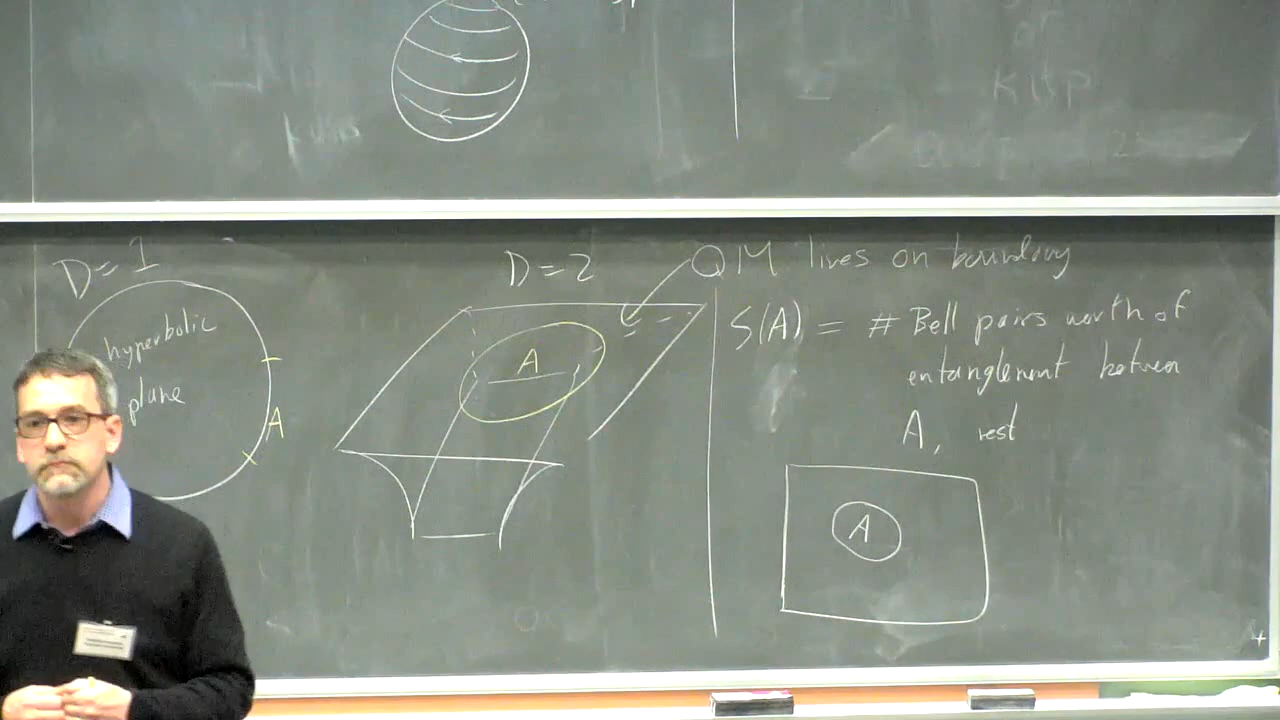 D=1
hyperbolic
plane
A
D=2
A
QM lives on boundary
S(A) = # Bell pairs worth of
entanglement between
A, rest
A